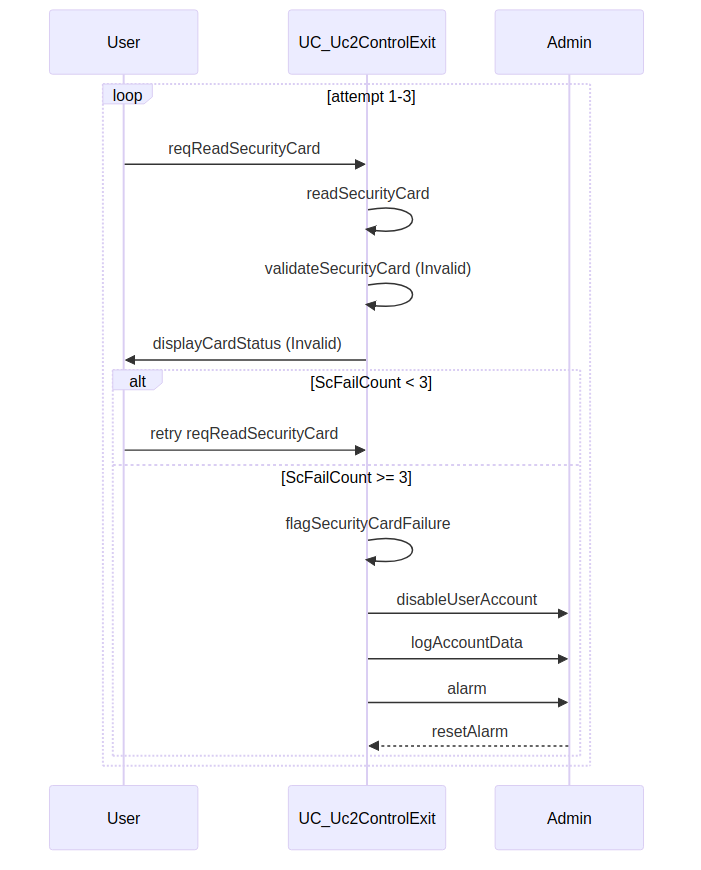 User
UC_Uc2ControlExit
Admin
loop
[attempt 1-3]
reqReadSecurityCard
readSecurityCard
validateSecurityCard (Invalid)
displayCardStatus (Invalid)
alt
[ScFailCount < 3]
retry reqReadSecurityCard
[ScFailCount >= 3]
flagSecurityCardFailure
disableUserAccount
logAccountData
alarm
resetAlarm
User
UC_Uc2ControlExit
Admin